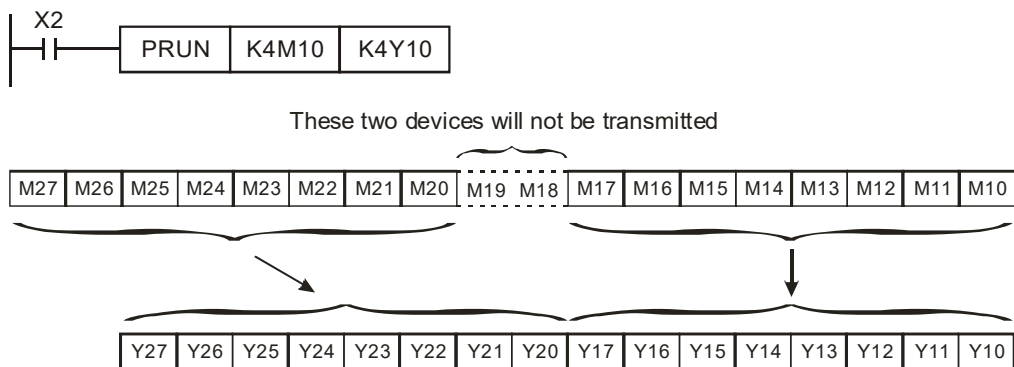 X2
PRUN K4M10 K4Y10
These two devices will not be transmitted
M27 M26 M25 M24 M23 M22 M21 M20 M19 M18 M17 M16 M15 M14 M13 M12 M11 M10
Y27 Y26 Y25 Y24 Y23 Y22 Y21 Y20 Y17 Y16 Y15 Y14 Y13 Y12 Y11 Y10